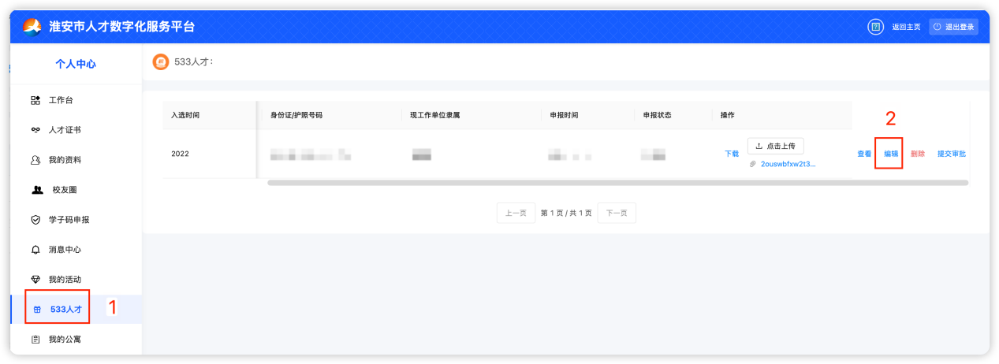 淮安市人才数字化服务平台
返回主页
退出登录
个人中心
533人才:
工作台
人才证书
我的资料
校友圈
学子码申报
消息中心
我的活动
533人才
1
我的公寓
入选时间
身份证/护照号码
现工作单位隶属
申报时间
申报状态
操作
2
2022
下载
点击上传
2ouswbfxw2t3...
查看
编辑
删除
提交审批
上一页
第 1 页 / 共 1 页
下一页